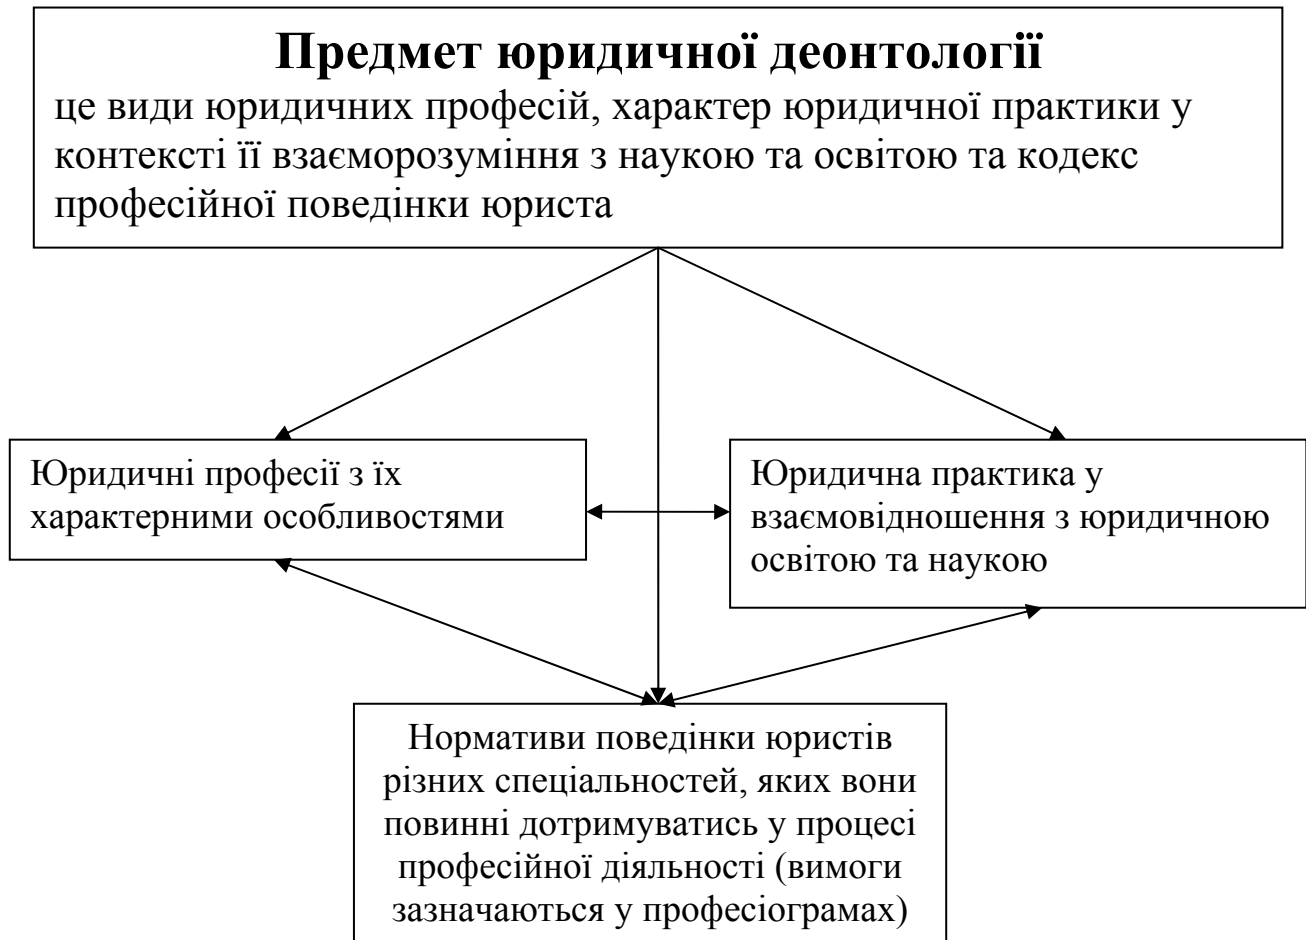 Предмет юридичної деонтології
це види юридичних професій, характер юридичної практики у
контексті її взаєморозуміння з наукою та освітою та кодекс
професійної поведінки юриста
Юридичні професії з їх
характерними особливостями
Юридична практика у
взаємовідношення з юридичною
освітою та наукою
Нормативи поведінки юристів
різних спеціальностей, яких вони
повинні дотримуватись у процесі
професійної діяльності (вимоги
зазначаються у професіограмах)